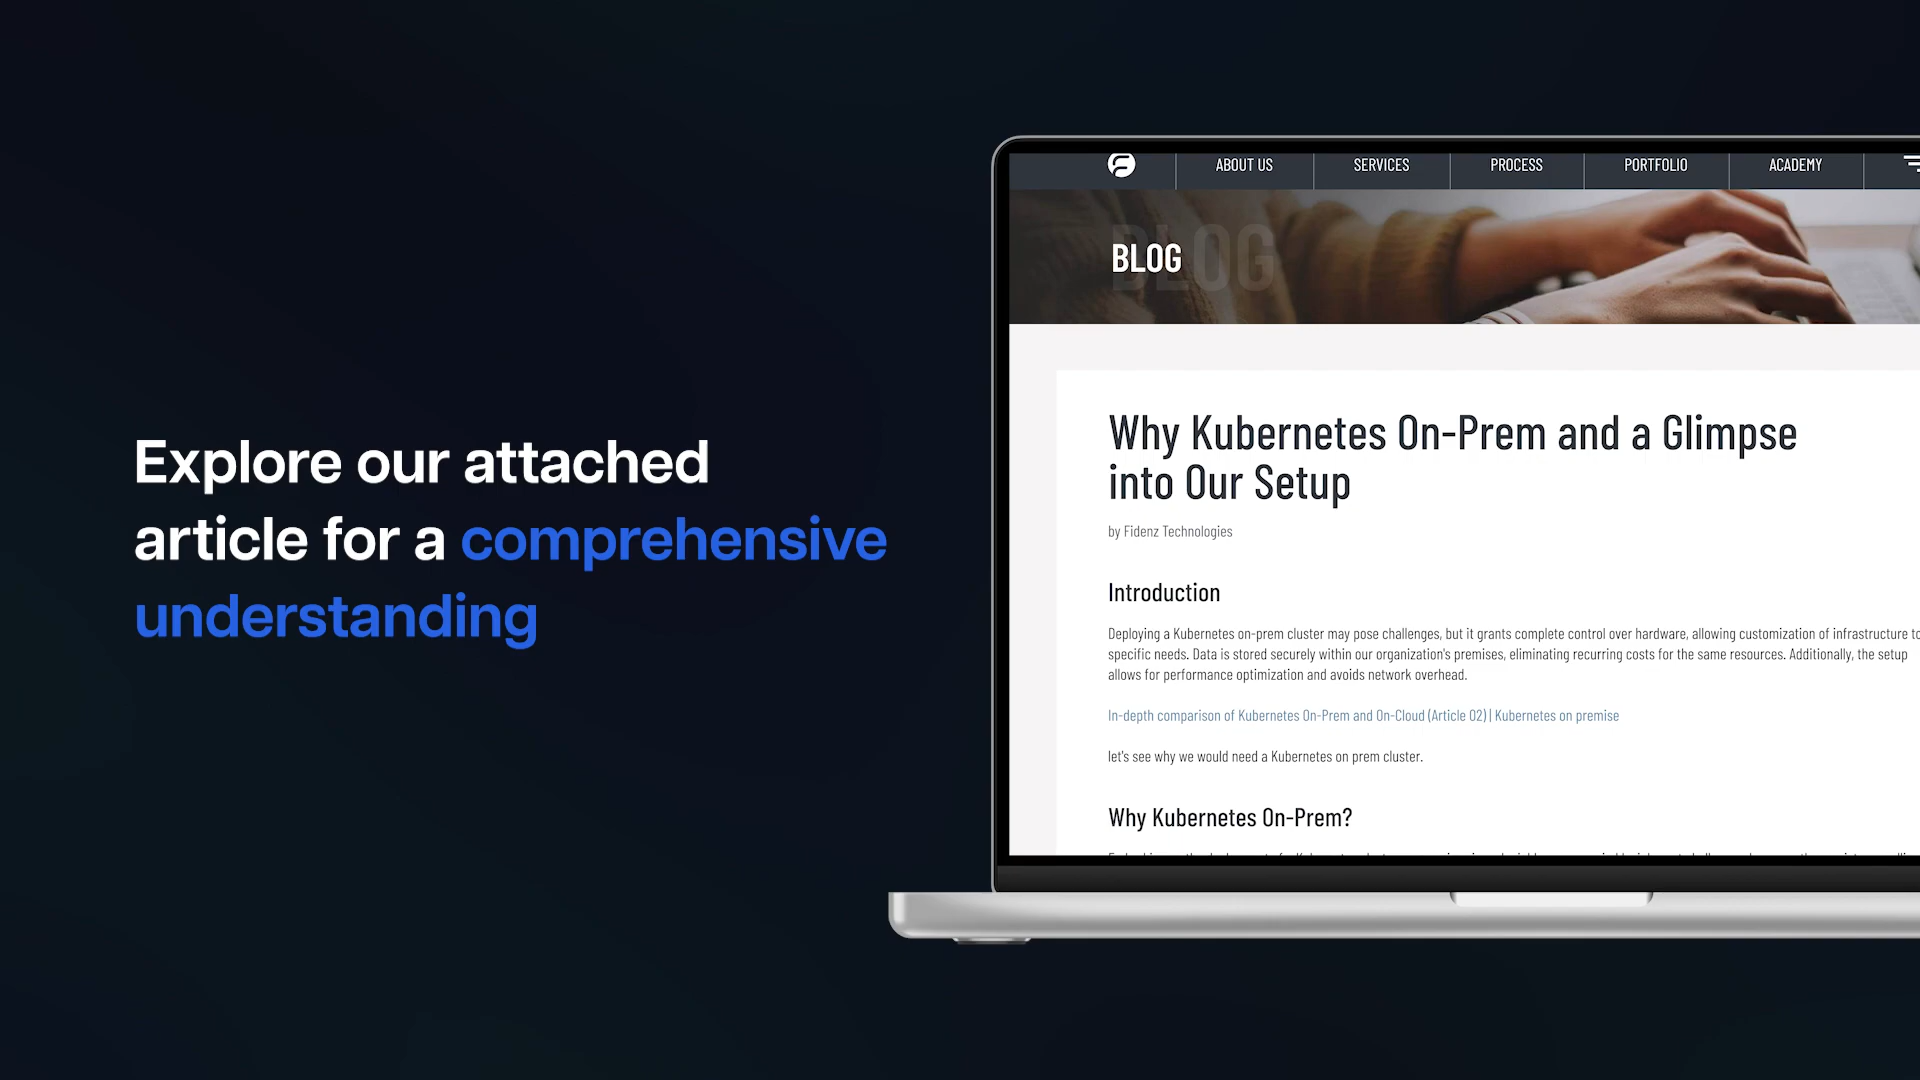 Explore our attached
article for a comprehensive
understanding
ABOUT US
SERVICES
PROCESS
PORTFOLIO
ACADEMY
BLOG
BLOG
Why Kubernetes On-Prem and a Glimpse
into Our Setup
by Fidenz Technologies
Introduction
Deploying a Kubernetes on-prem cluster may pose challenges, but it grants complete control over hardware, allowing customization of infrastructure to
specific needs. Data is stored securely within our organization's premises, eliminating recurring costs for the same resources. Additionally, the setup
allows for performance optimization and avoids network overhead.
In-depth comparison of Kubernetes On-Prem and On-Cloud (Article 02) | Kubernetes on premise
let's see why we would need a Kubernetes on prem cluster.
Why Kubernetes On-Prem?